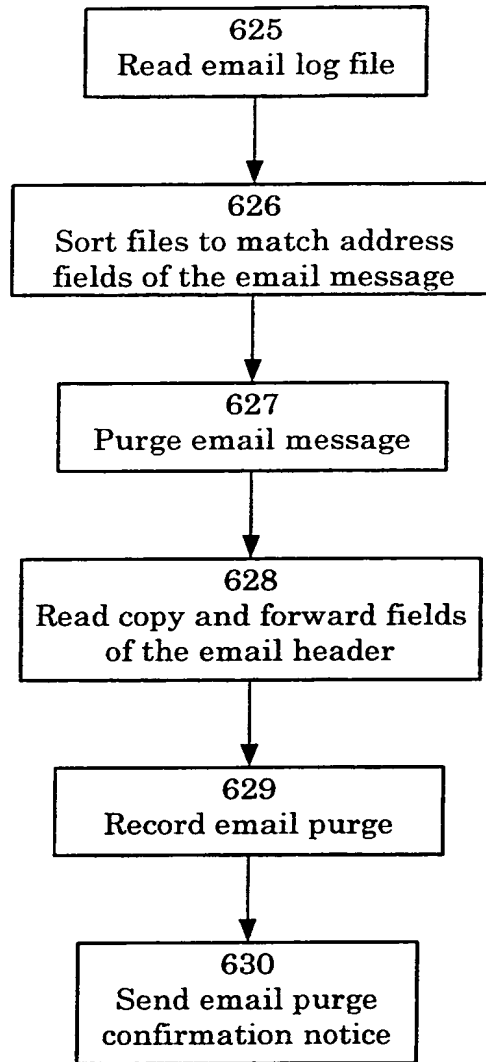 625
Read email log file
626
Sort files to match address
fields of the email message
627
Purge email message
628
Read copy and forward fields
of the email header
629
Record email purge
630
Send email purge
confirmation notice